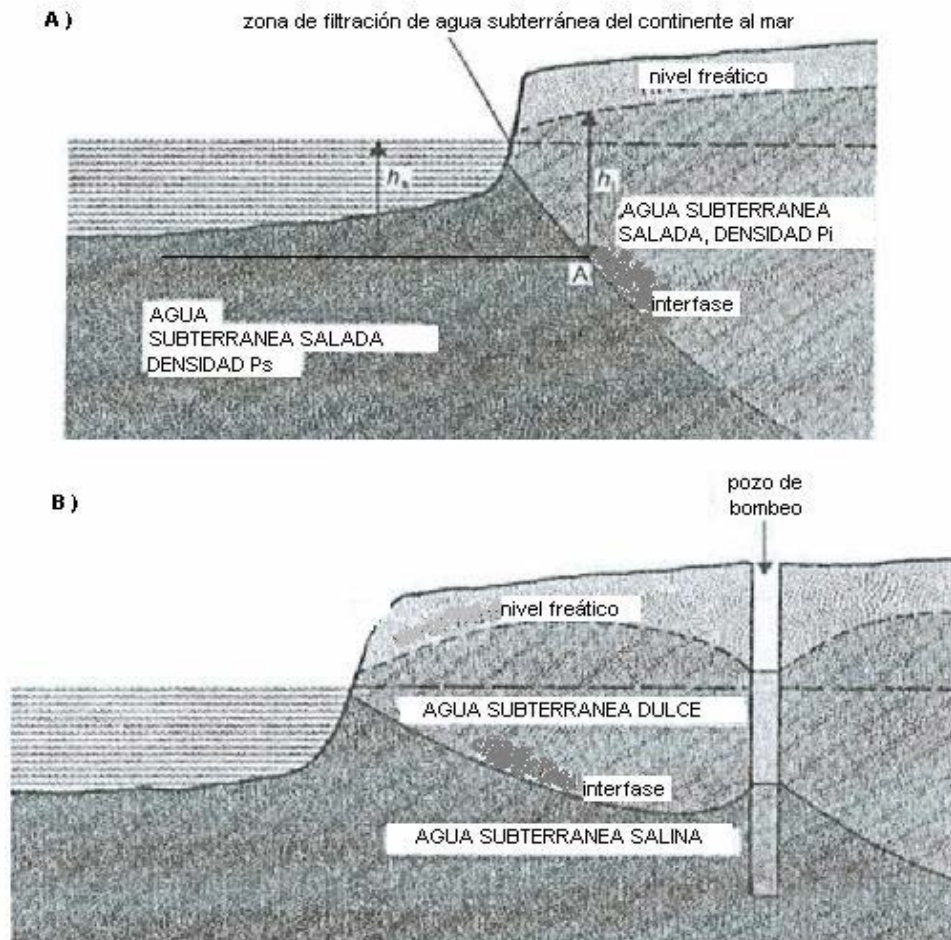 A )
zona de filtración de agua subterránea del continente al mar
nivel freático
hs
AGUA SUBTERRANEA
SALADA, DENSIDAD Pi
A
interfase
AGUA
SUBTERRANEA SALADA
DENSIDAD Ps
B )
pozo de
bombeo
nivel freático
AGUA SUBTERRANEA DULCE
interfase
AGUA SUBTERRANEA SALINA